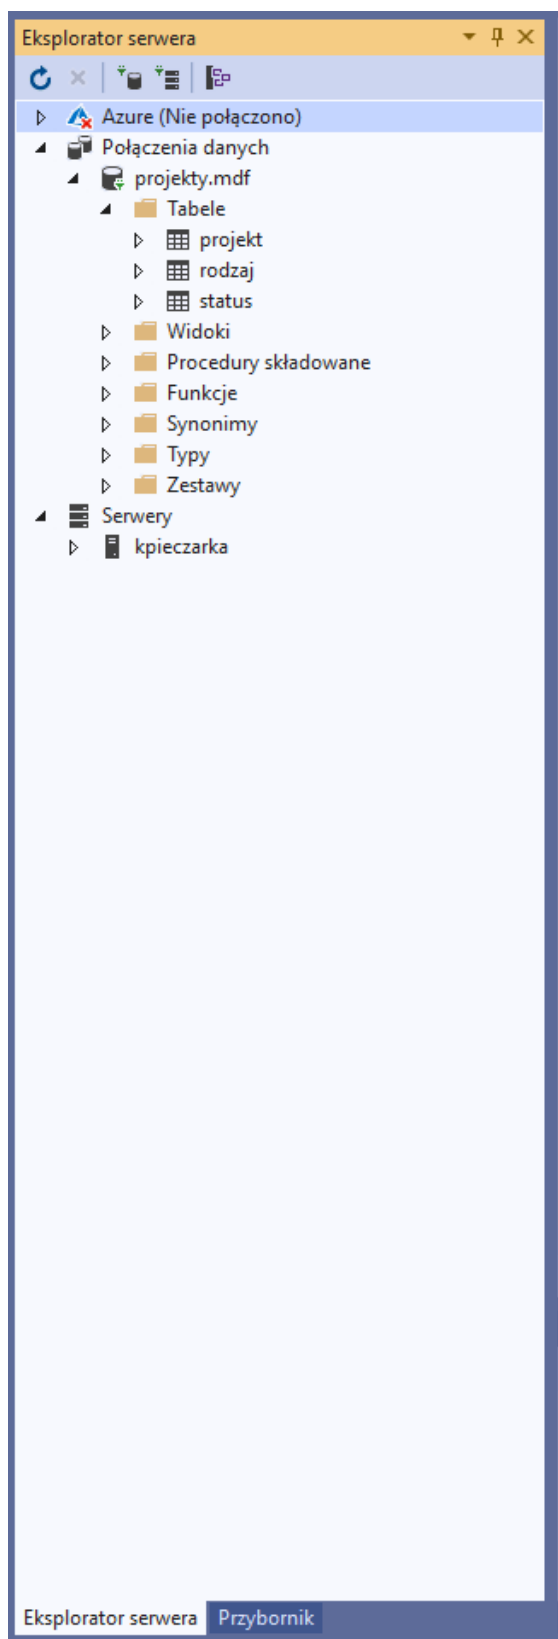 Eksplorator serwera
Azure (Nie połączono)
Połączenia danych
projekty.mdf
Tabele
projekt
rodzaj
status
Widoki
Procedury składowane
Funkcje
Synonimy
Typy
Zestawy
Serwery
kpieczarka
Eksplorator serwera Przybornik